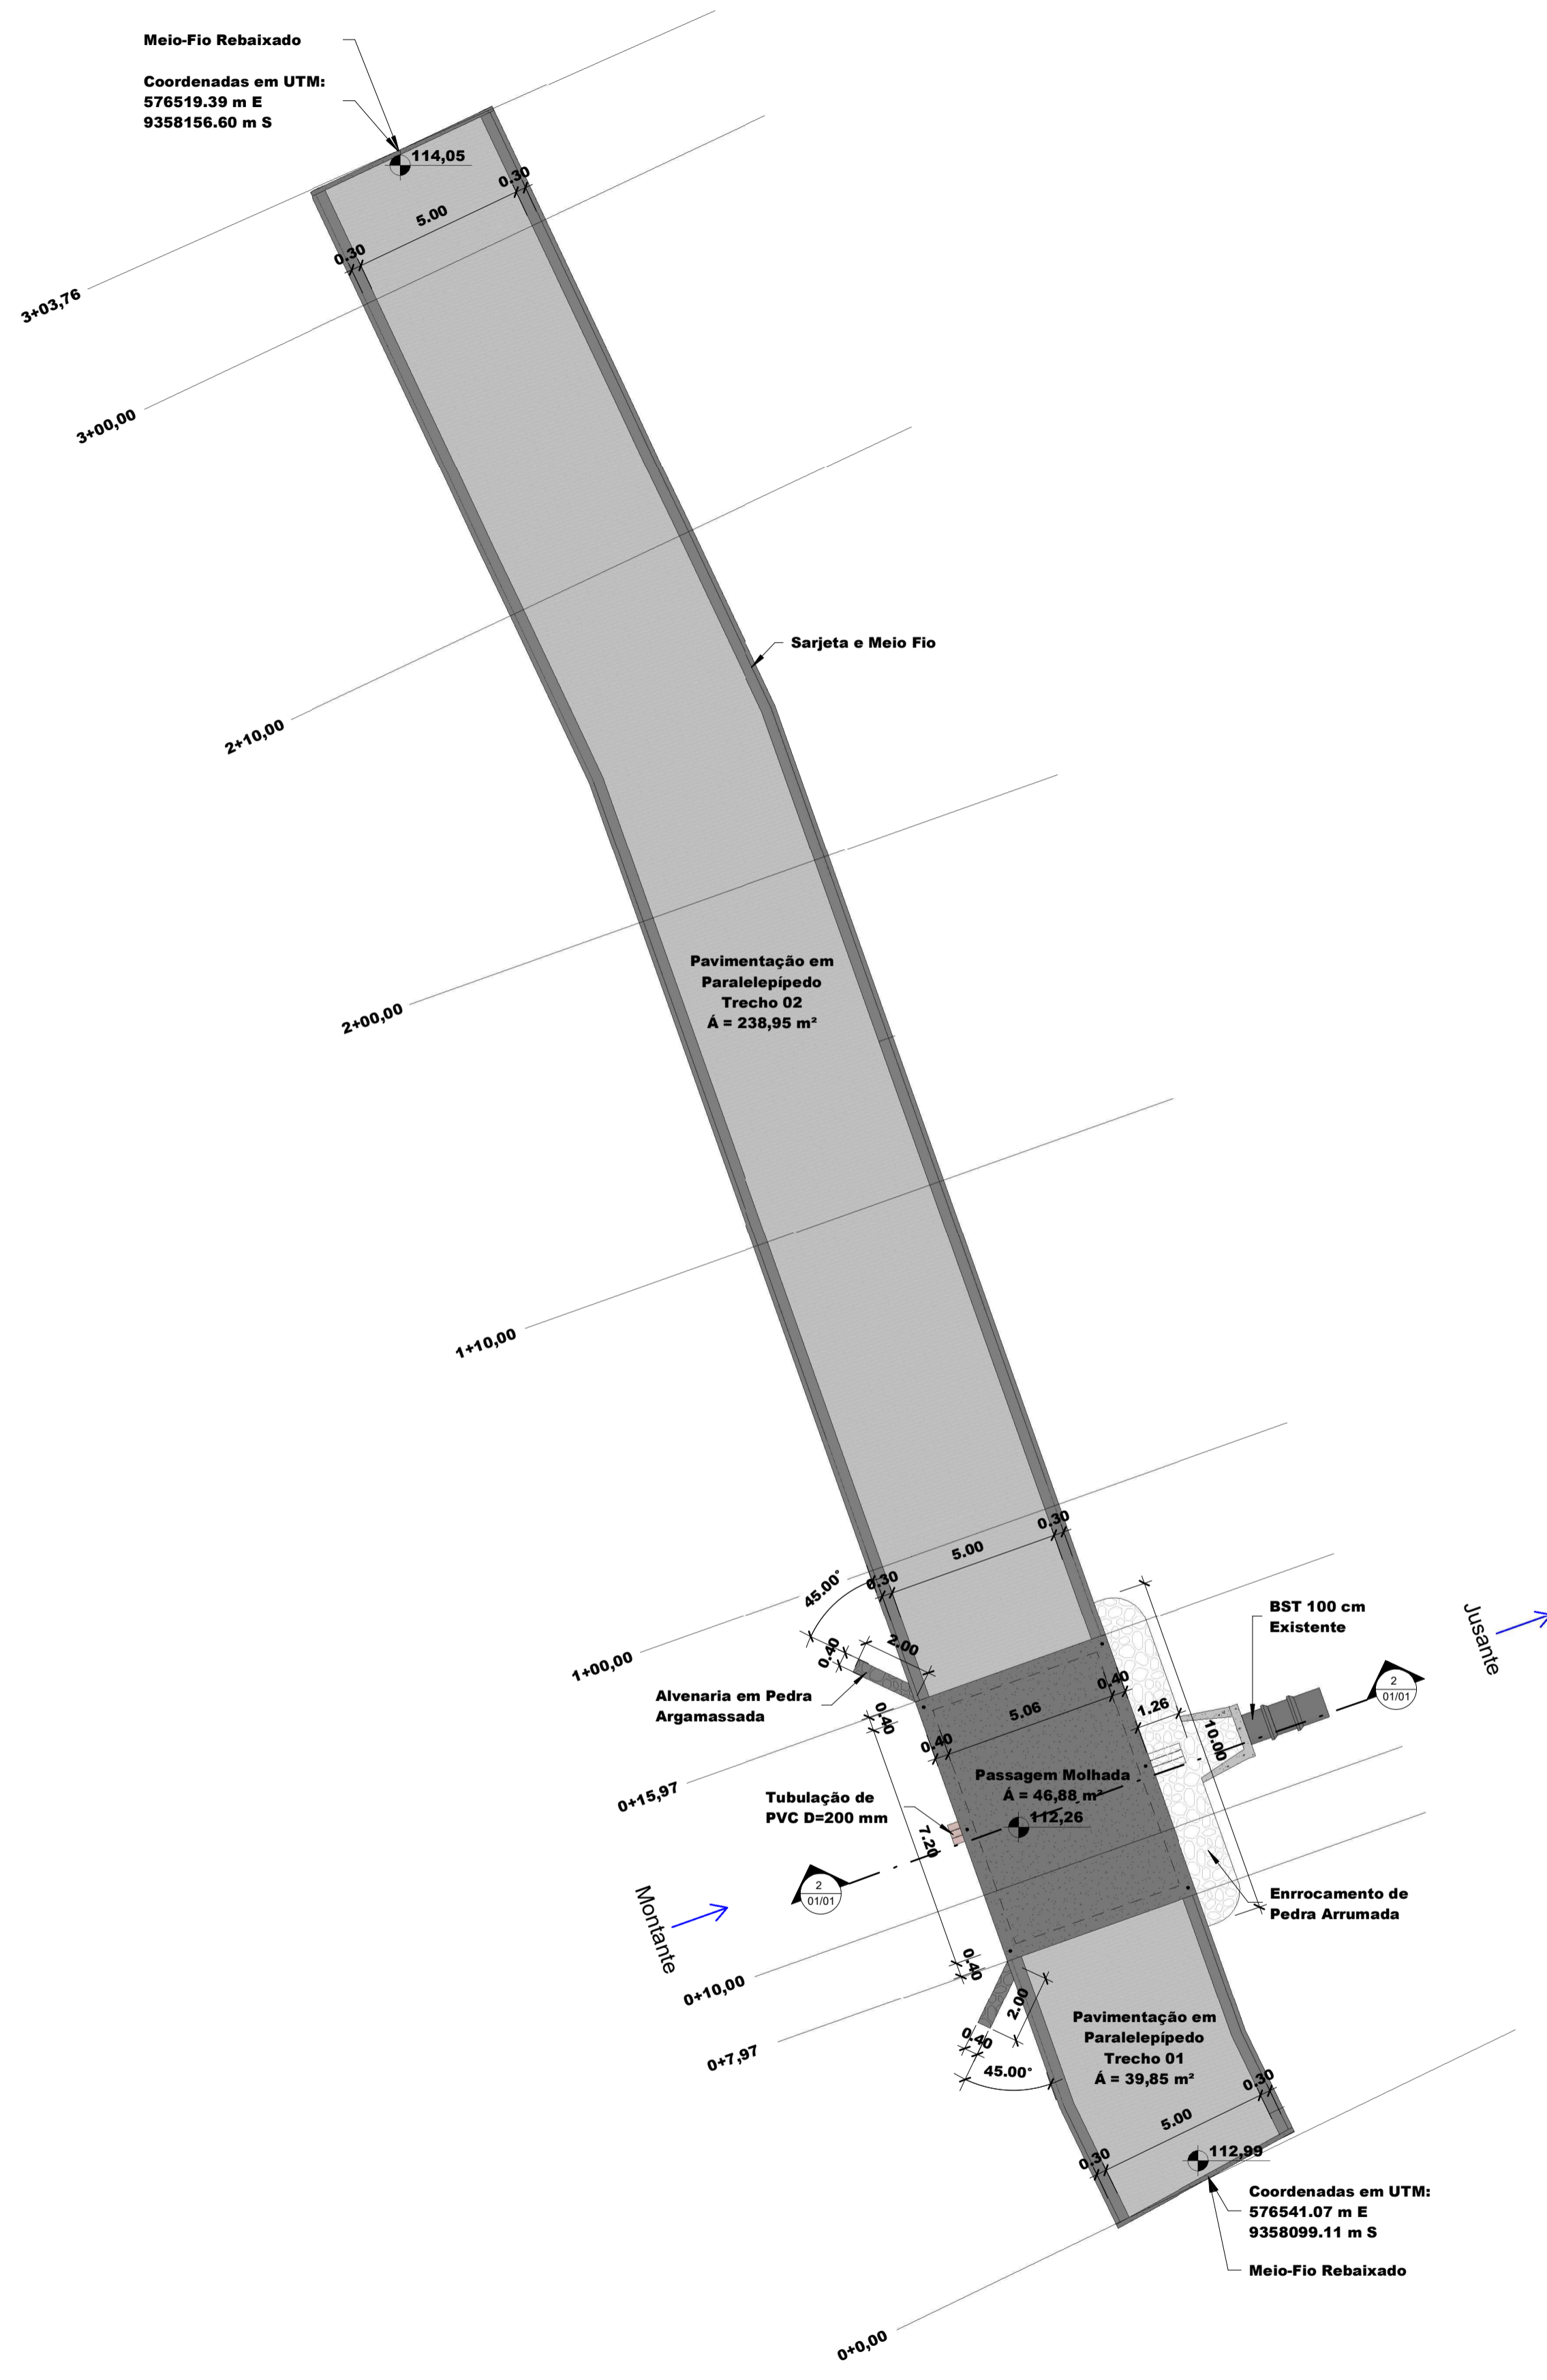 Meio-Fio Rebaixado
Coordenadas em UTM:
576519.39 m E
9358156.60 m S
114,05
0.30
5.00
0.30
3+03,76
3+00,00
2+10,00
Sarjeta e Meio Fio
2+00,00
Pavimentação em
Paralelepípedo
Trecho 02
Á = 238,95 m²
1+10,00
0.30
5.00
0.30
45.00°
1+00,00
0.40
2.00
BST 100 cm
Existente
Jusante
2
01/01
Alvenaria em Pedra
Argamassada
0.40
0.40
5.06
0.40
1.26
10.00
0+15,97
Passagem Molhada
Á = 46,88 m²
112,26
Tubulação de
PVC D=200 mm
7.20
2
01/01
Montante
Enrrocamento de
Pedra Arrumada
0+10,00
0.40
0+7,97
2.00
0.40
45.00°
Pavimentação em
Paralelepípedo
Trecho 01
Á = 39,85 m²
0.30
5.00
0.30
112,99
Coordenadas em UTM:
576541.07 m E
9358099.11 m S
Meio-Fio Rebaixado
0+0,00